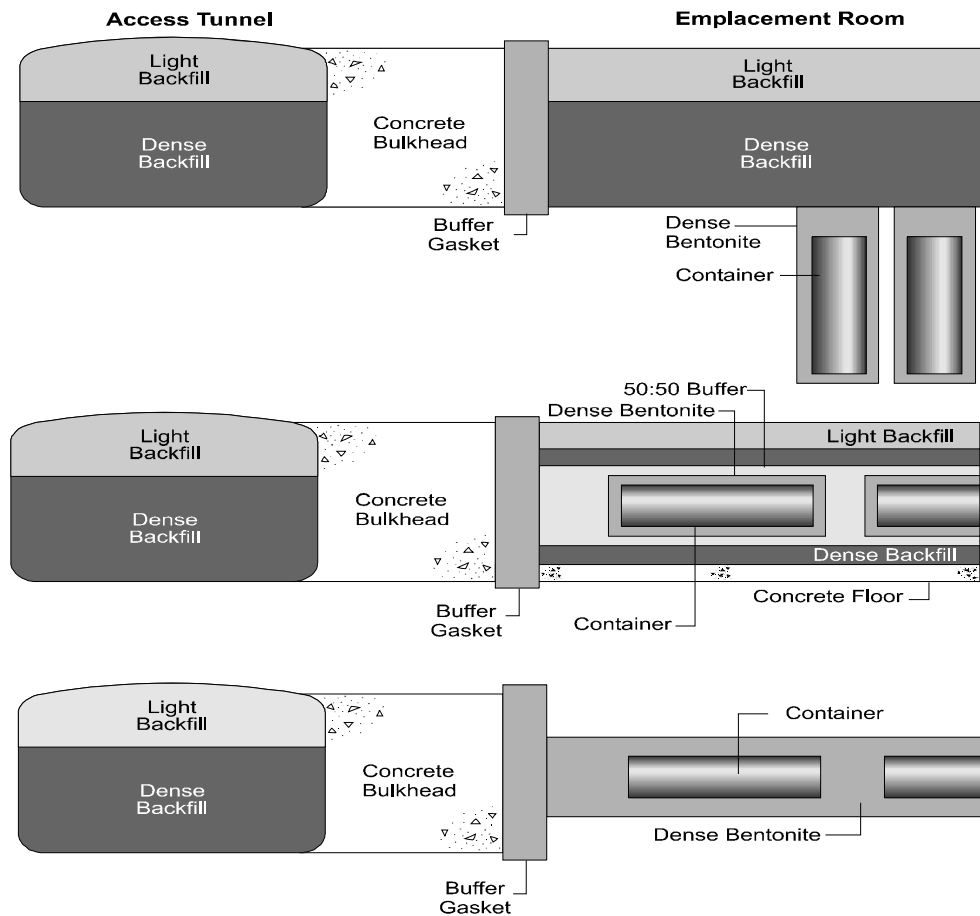 Access Tunnel
Emplacement Room
Light
Backfill
Light
Backfill
Concrete
Bulkhead
Dense
Backfill
Dense
Backfill
Buffer
Gasket
Dense
Bentonite
Container
50:50 Buffer
Dense Bentonite
Light
Backfill
Light Backfill
Concrete
Bulkhead
Dense
Backfill
Dense Backfill
Concrete Floor
Buffer
Gasket
Container
Light
Backfill
Container
Concrete
Bulkhead
Dense
Backfill
Dense Bentonite
Buffer
Gasket